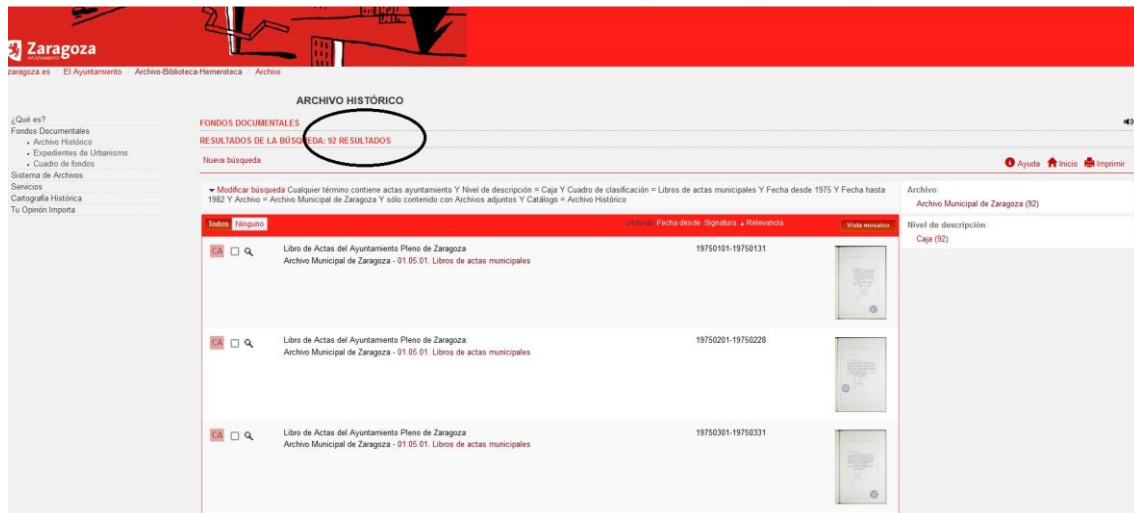 Zaragoza
AYUNTAMIENTO
zaragoza.es / El Ayuntamiento / Archivo-Biblioteca-Hemeroteca / Archivo
¿Qué es?
Fondos Documentales
Archivo Histórico
Expedientes de Urbanismo
Cuadro de fondos
Sistema de Archivos
Servicios
Cartografía Histórica
Tu Opinón Importa
ARCHIVO HISTÓRICO
FONDOS DOCUMENTALES
RESULTADOS DE LA BÚSQUEDA: 92 RESULTADOS
Nueva búsqueda
Ayuda Inicio Imprimir
Modificar búsqueda Cualquier término contiene actas ayuntamiento Y Nivel de descripción = Caja Y Cuadro de clasificación = Libros de actas municipales Y Fecha desde 1975 Y Fecha hasta
1982 Y Archivo = Archivo Municipal de Zaragoza Y sólo contenido con Archivos adjuntos Y Catálogo = Archivo Histórico
Todos Ninguno
Ordenar Fecha desde Signatura Relevancia
Vista mosaico
CA
Libro de Actas del Ayuntamiento Pleno de Zaragoza
19750101-19750131
Archivo Municipal de Zaragoza - 01.05.01. Libros de actas municipales
CA
Libro de Actas del Ayuntamiento Pleno de Zaragoza
19750201-19750228
Archivo Municipal de Zaragoza - 01.05.01. Libros de actas municipales
CA
Libro de Actas del Ayuntamiento Pleno de Zaragoza
19750301-19750331
Archivo Municipal de Zaragoza - 01.05.01. Libros de actas municipales
Archivo:
Archivo Municipal de Zaragoza (92)
Nivel de descripción:
Caja (92)